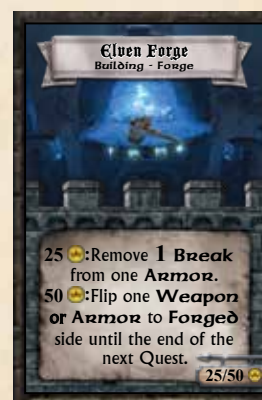 Elven Forge
Building - Forge
25 :Remove 1 Break
from one Armor.
50 :Flip one Weapon
or Armor to Forged
side until the end of the
next Quest.
25/50